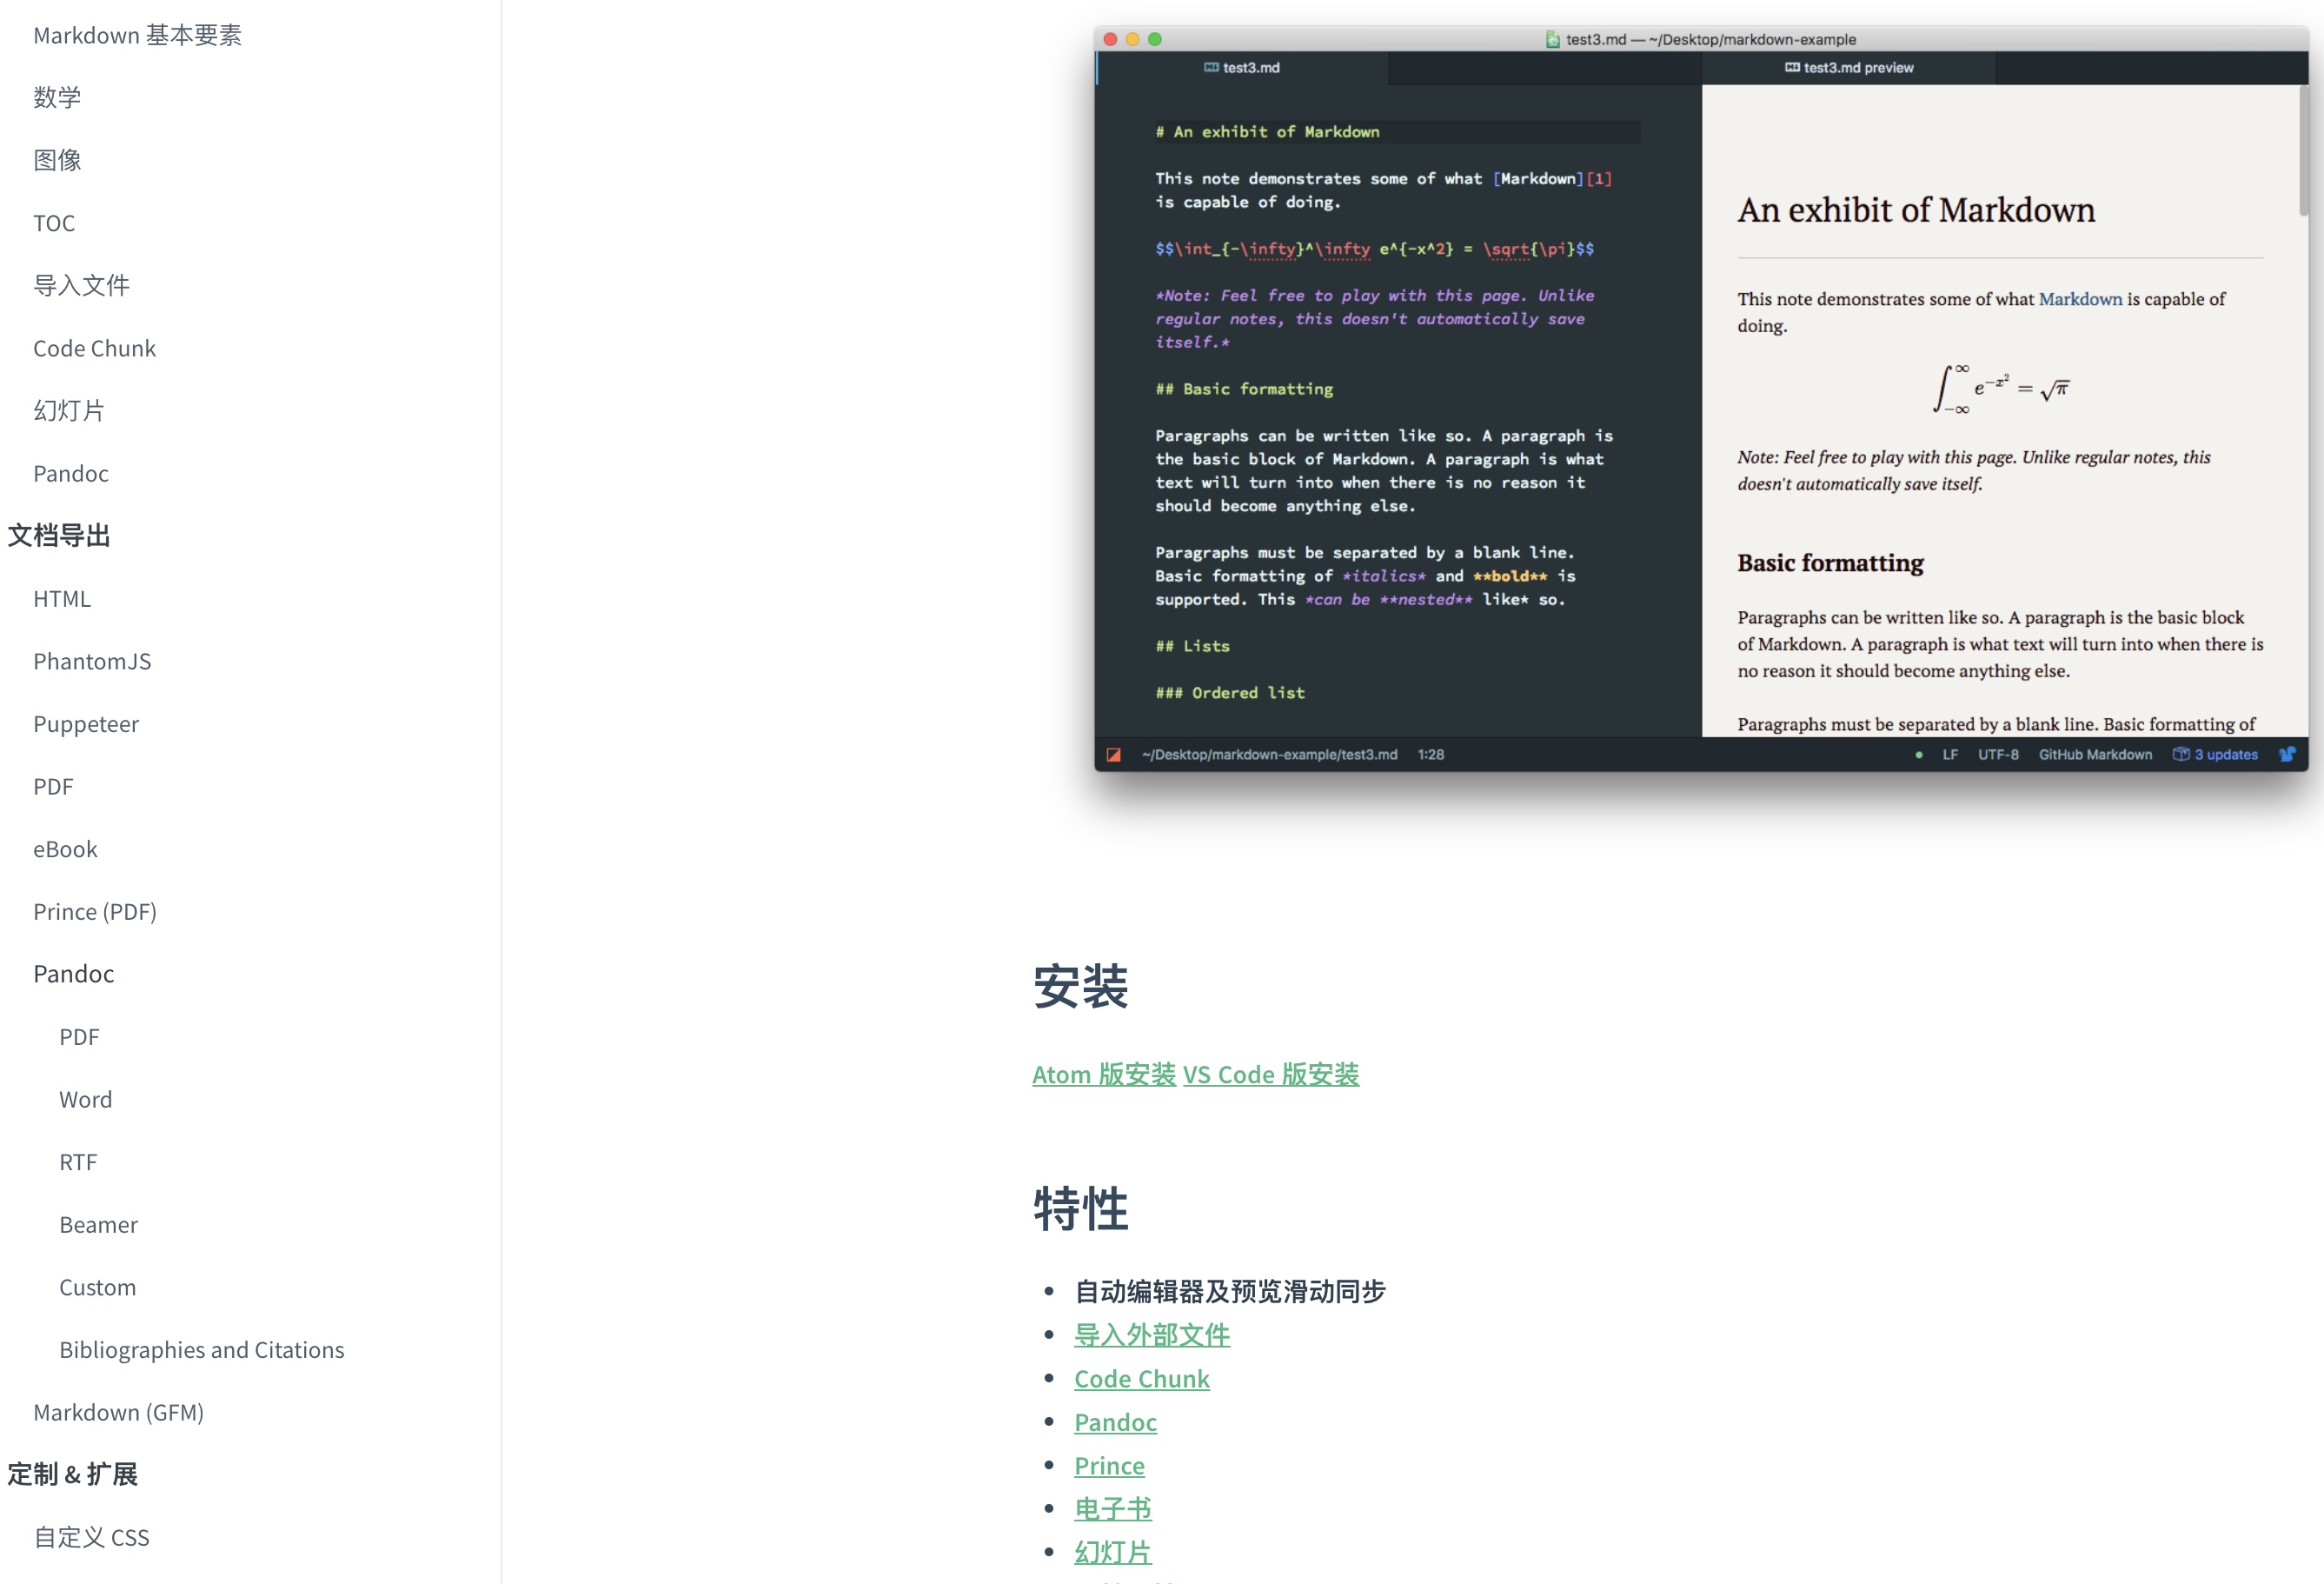 Markdown 基本要素
数学
图像
TOC
导入文件
Code Chunk
幻灯片
Pandoc
文档导出
HTML
PhantomJS
Puppeteer
PDF
eBook
Prince (PDF)
Pandoc
PDF
Word
RTF
Beamer
Custom
Bibliographies and Citations
Markdown (GFM)
定制 & 扩展
自定义 CSS
test3.md — ~/Desktop/markdown-example
test3.md
# An exhibit of Markdown
This note demonstrates some of what [Markdown][1]
is capable of doing.
$$\int_{-\infty}^\infty e^{-x^2} = \sqrt{\pi}$$
*Note: Feel free to play with this page. Unlike
regular notes, this doesn't automatically save
itself.*
## Basic formatting
Paragraphs can be written like so. A paragraph is
the basic block of Markdown. A paragraph is what
text will turn into when there is no reason it
should become anything else.
Paragraphs must be separated by a blank line.
Basic formatting of *italics* and **bold** is
supported. This *can be **nested** like* so.
## Lists
### Ordered list
test3.md preview
An exhibit of Markdown
This note demonstrates some of what Markdown is capable of
doing.
∫_{-∞}^{∞} e^{-x^2} = √π
Note: Feel free to play with this page. Unlike regular notes, this
doesn't automatically save itself.
Basic formatting
Paragraphs can be written like so. A paragraph is the basic block
of Markdown. A paragraph is what text will turn into when there is
no reason it should become anything else.
Paragraphs must be separated by a blank line. Basic formatting of
~/Desktop/markdown-example/test3.md 1:28 LF UTF-8 GitHub Markdown 3 updates
安装
Atom 版安装 VS Code 版安装
特性
• 自动编辑器及预览滑动同步
• 导入外部文件
• Code Chunk
• Pandoc
• Prince
• 电子书
• 幻灯片